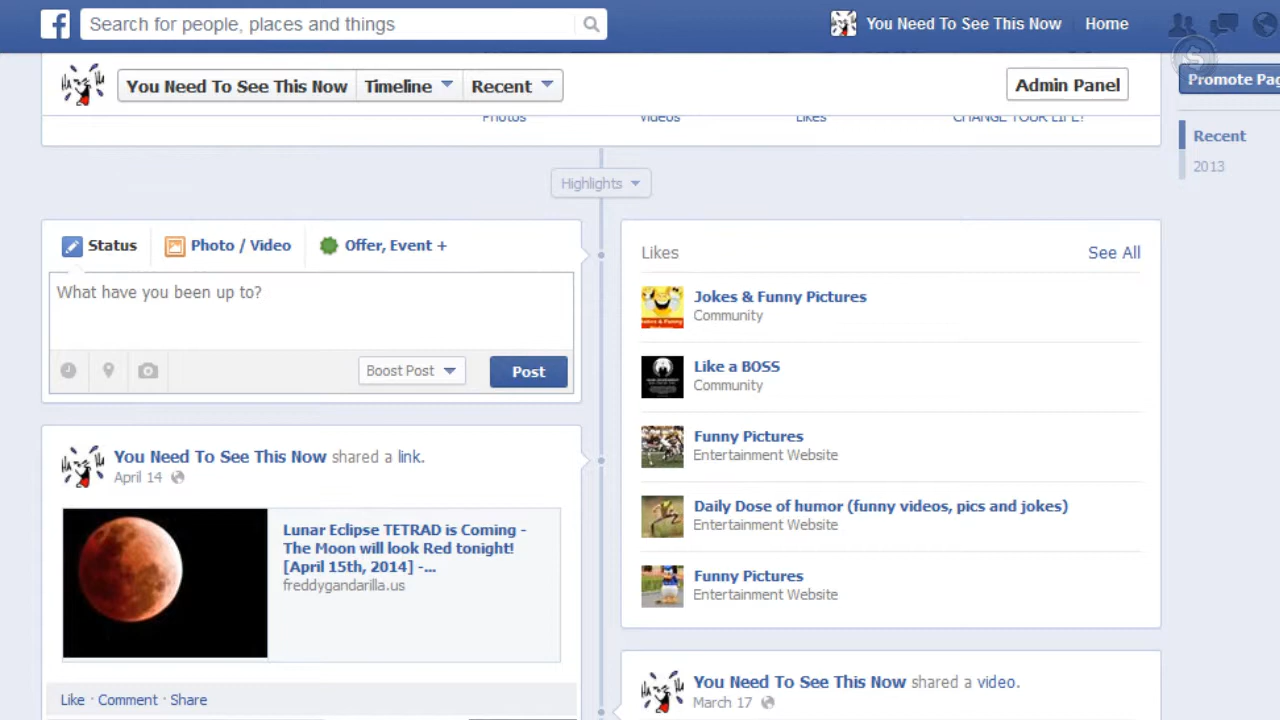 f
Search for people, places and things
You Need To See This Now
Home
You Need To See This Now
Timeline
Recent
Admin Panel
Promote Pag
Photos
Videos
Likes
CHANGE YOUR LIFE!
Recent
2013
Highlights
Status
Photo / Video
Offer, Event +
What have you been up to?
Boost Post
Post
You Need To See This Now shared a link.
April 14
Lunar Eclipse TETRAD is Coming -
The Moon will look Red tonight!
[April 15th, 2014] -...
freddygandarilla.us
Like · Comment · Share
Likes
See All
Jokes & Funny Pictures
Community
Like a BOSS
Community
Funny Pictures
Entertainment Website
Daily Dose of humor (funny videos, pics and jokes)
Entertainment Website
Funny Pictures
Entertainment Website
You Need To See This Now shared a video.
March 17